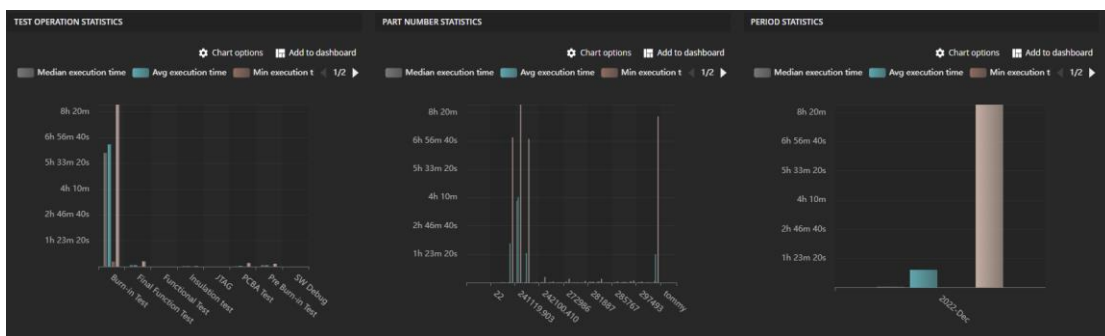 TEST OPERATION STATISTICS
Chart options Add to dashboard
Median execution time Avg execution time Min execution t 1/2
8h 20m
6h 56m 40s
5h 33m 20s
4h 10m
2h 46m 40s
1h 23m 20s
Burn-in Test
Final Function Test
Functional Test
Insulation test
JTAG
PCBA Test
Pre Burn-in Test
SW Debug
PART NUMBER STATISTICS
Chart options Add to dashboard
Median execution time Avg execution time Min execution t 1/2
8h 20m
6h 56m 40s
5h 33m 20s
4h 10m
2h 46m 40s
1h 23m 20s
22
241119.903
242100.410
272986
281887
285767
297493
tommy
PERIOD STATISTICS
Chart options Add to dashboard
Median execution time Avg execution time Min execution t 1/2
8h 20m
6h 56m 40s
5h 33m 20s
4h 10m
2h 46m 40s
1h 23m 20s
2022-Dec